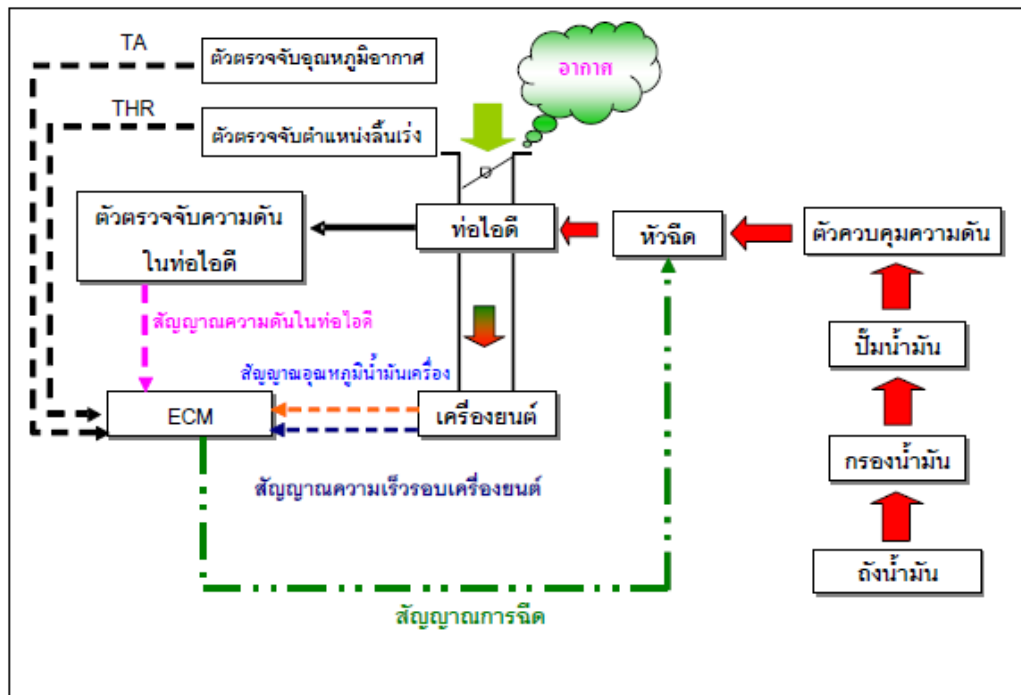 TA
ตัวตรวจจับอุณหภูมิอากาศ
อากาศ
THR
ตัวตรวจจับตำแหน่งลิ้นเร่ง
ตัวตรวจจับความดัน
ในท่อไอดี
ท่อไอดี
หัวฉีด
ตัวควบคุมความดัน
สัญญาณความดันในท่อไอดี
ปั๊มน้ำมัน
สัญญาณอุณหภูมิน้ำมันเครื่อง
ECM
เครื่องยนต์
กรองน้ำมัน
สัญญาณความเร็วรอบเครื่องยนต์
ถังน้ำมัน
สัญญาณการฉีด